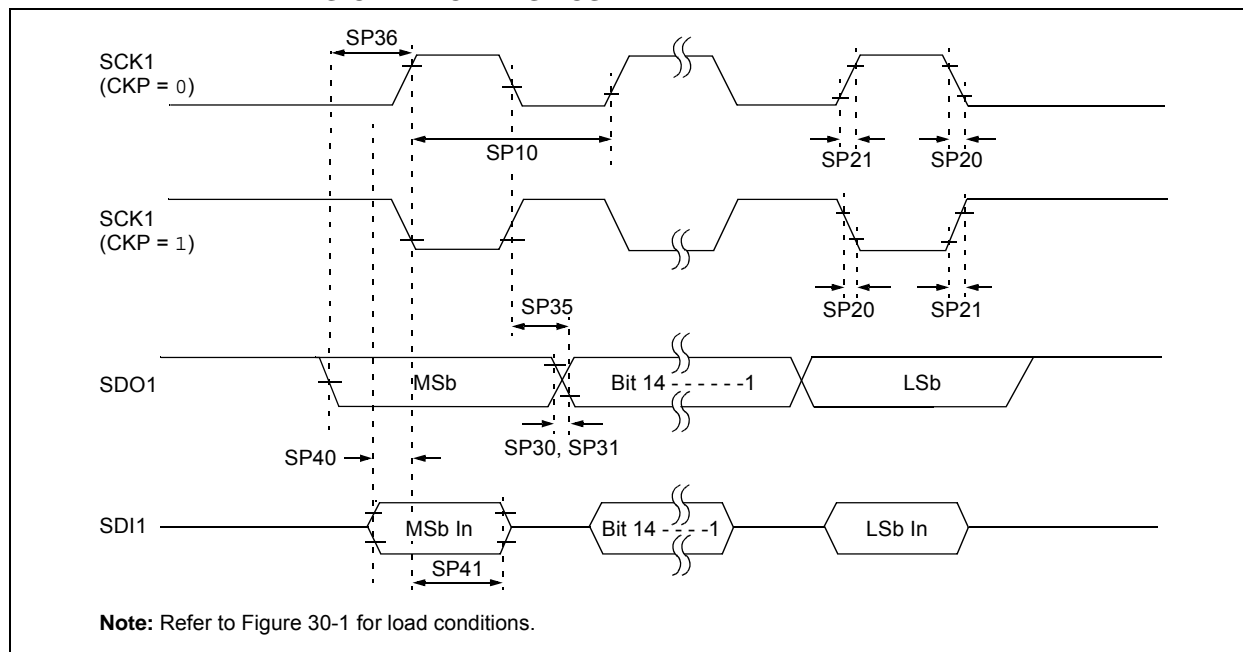 SP36
SCK1
(CKP = 0)
SP10
SP21
SP20
SCK1
(CKP = 1)
SP35
SP20
SP21
SDO1
MSb
Bit 14 - - - - - -1
LSb
SP30, SP31
SP40
SDI1
MSb In
Bit 14 - - - - -1
LSb In
SP41
Note: Refer to Figure 30-1 for load conditions.